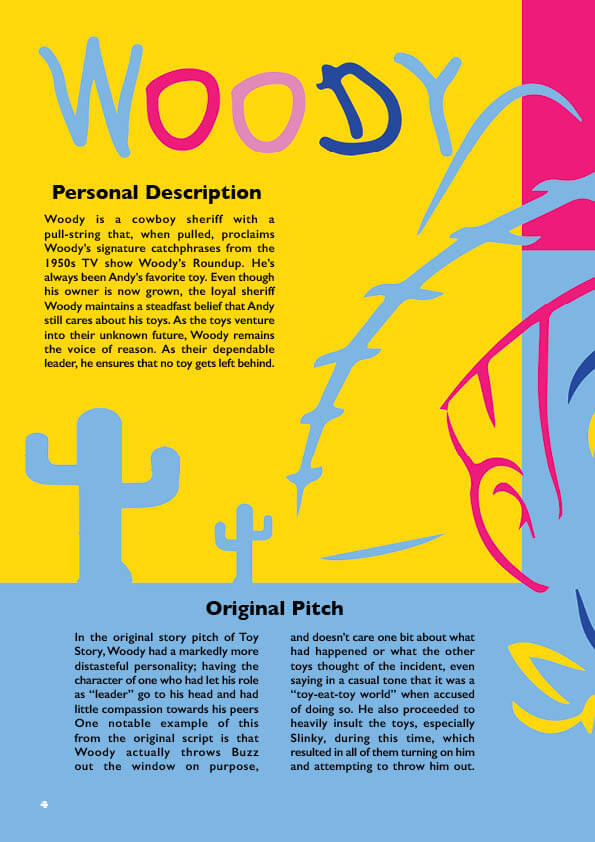 WOODY
Personal Description
Woody is a cowboy sheriff with a
pull-string that, when pulled, proclaims
Woody's signature catchphrases from the
1950s TV show Woody's Roundup. He's
always been Andy's favorite toy. Even though
his owner is now grown, the loyal sheriff
Woody maintains a steadfast belief that Andy
still cares about his toys. As the toys venture
into their unknown future, Woody remains
the voice of reason. As their dependable
leader, he ensures that no toy gets left behind.
Original Pitch
In the original story pitch of Toy
Story, Woody had a markedly more
distasteful personality; having the
character of one who had let his role
as “leader” go to his head and had
little compassion towards his peers
One notable example of this
from the original script is that
Woody actually throws Buzz
out the window on purpose,
and doesn't care one bit about what
had happened or what the other
toys thought of the incident, even
saying in a casual tone that it was a
“toy-eat-toy world” when accused
of doing so. He also proceeded to
heavily insult the toys, especially
Slinky, during this time, which
resulted in all of them turning on him
and attempting to throw him out.
4